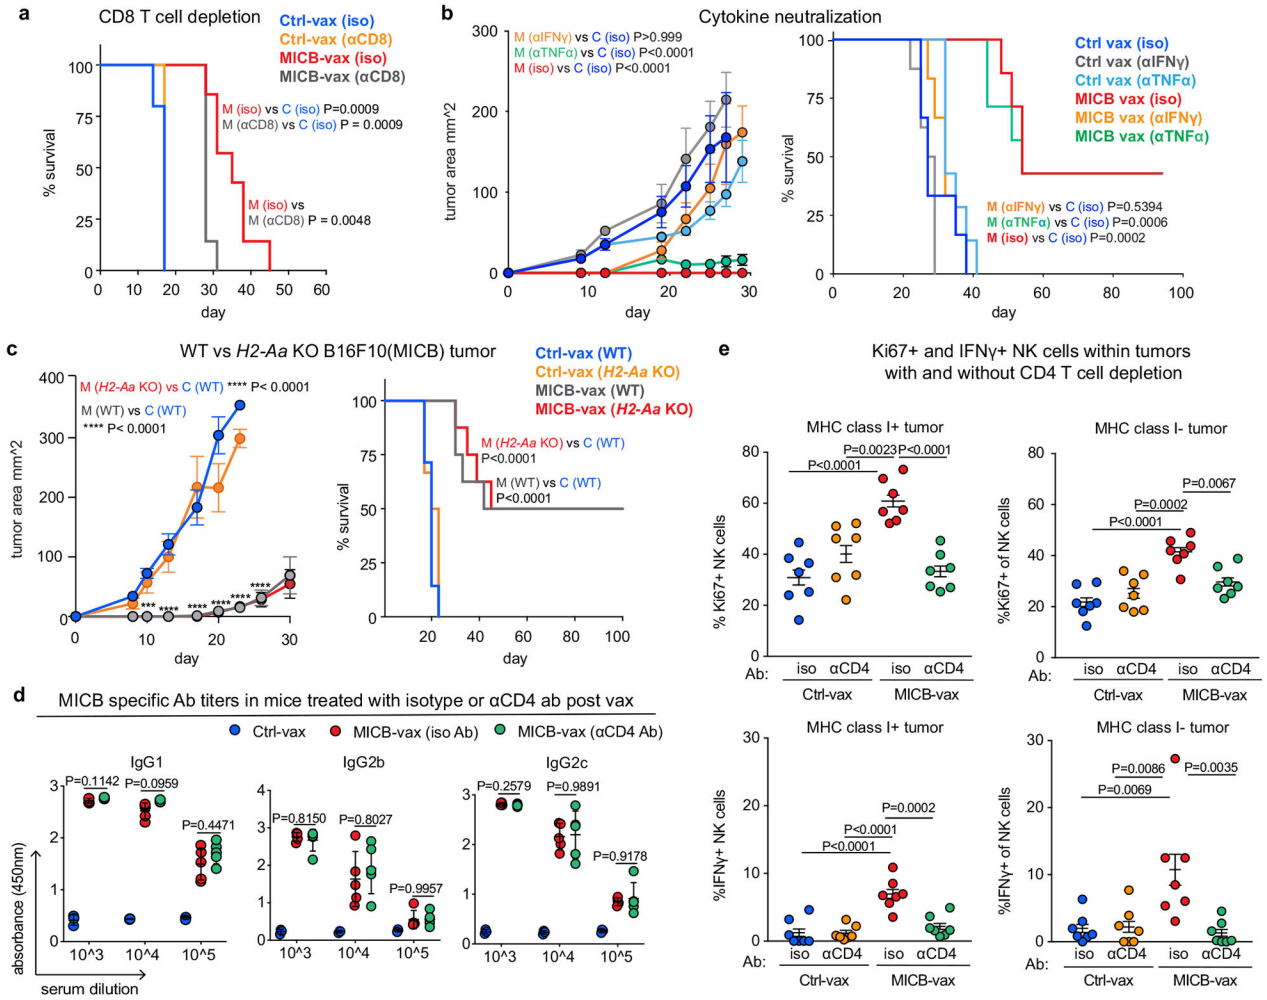 a
CD8 T cell depletion
Ctrl-vax (iso)
Ctrl-vax (αCD8)
MICB-vax (iso)
MICB-vax (αCD8)
M (iso) vs C (iso) P=0.0009
M (αCD8) vs C (iso) P = 0.0009
M (iso) vs
M (αCD8) P = 0.0048
% survival
100
75
50
25
0
0 10 20 30 40 50 60
day
b
Cytokine neutralization
M (αIFNγ) vs C (iso) P>0.999
M (αTNFα) vs C (iso) P<0.0001
M (iso) vs C (iso) P<0.0001
tumor area mm^2
300
200
100
0
0 10 20 30
day
% survival
100
75
50
25
0
0 20 40 60 80 100
day
Ctrl vax (iso)
Ctrl vax (αIFNγ)
Ctrl vax (αTNFα)
MICB vax (iso)
MICB vax (αIFNγ)
MICB vax (αTNFα)
M (αIFNγ) vs C (iso) P=0.5394
M (αTNFα) vs C (iso) P=0.0006
M (iso) vs C (iso) P=0.0002
c
WT vs H2-Aa KO B16F10(MICB) tumor
Ctrl-vax (WT)
Ctrl-vax (H2-Aa KO)
MICB-vax (WT)
MICB-vax (H2-Aa KO)
M (H2-Aa KO) vs C (WT) **** P< 0.0001
M (WT) vs C (WT)
**** P< 0.0001
tumor area mm^2
400
300
200
100
0
*** **** **** **** **** ****
0 10 20 30
day
% survival
100
75
50
25
0
20 40 60 80 100
day
M (H2-Aa KO) vs C (WT)
P<0.0001
M (WT) vs C (WT)
P<0.0001
d
MICB specific Ab titers in mice treated with isotype or αCD4 ab post vax
Ctrl-vax MICB-vax (iso Ab) MICB-vax (αCD4 Ab)
IgG1
P=0.1142 P=0.0959
P=0.4471
3
2
1
0
10^3 10^4 10^5
absorbance (450nm)
serum dilution
IgG2b
P=0.8150 P=0.8027
P=0.9957
4
3
2
1
0
10^3 10^4 10^5
IgG2c
P=0.2579 P=0.9891
P=0.9178
3
2
1
0
10^3 10^4 10^5
e
Ki67+ and IFNγ+ NK cells within tumors
with and without CD4 T cell depletion
MHC class I+ tumor
P=0.0023 P<0.0001
P<0.0001
% Ki67+ NK cells
80
60
40
20
0
Ab: iso αCD4 iso αCD4
Ctrl-vax MICB-vax
MHC class I- tumor
P=0.0067
P=0.0002
P<0.0001
%Ki67+ of NK cells
80
60
40
20
0
iso αCD4 iso αCD4
Ctrl-vax MICB-vax
MHC class I+ tumor
P=0.0002
P<0.0001
P<0.0001
%IFNγ+ NK cells
30
20
10
0
Ab: iso αCD4 iso αCD4
Ctrl-vax MICB-vax
MHC class I- tumor
P=0.0086 P=0.0035
P=0.0069
%IFNγ+ of NK cells
30
20
10
0
Ab: iso αCD4 iso αCD4
Ctrl-vax MICB-vax